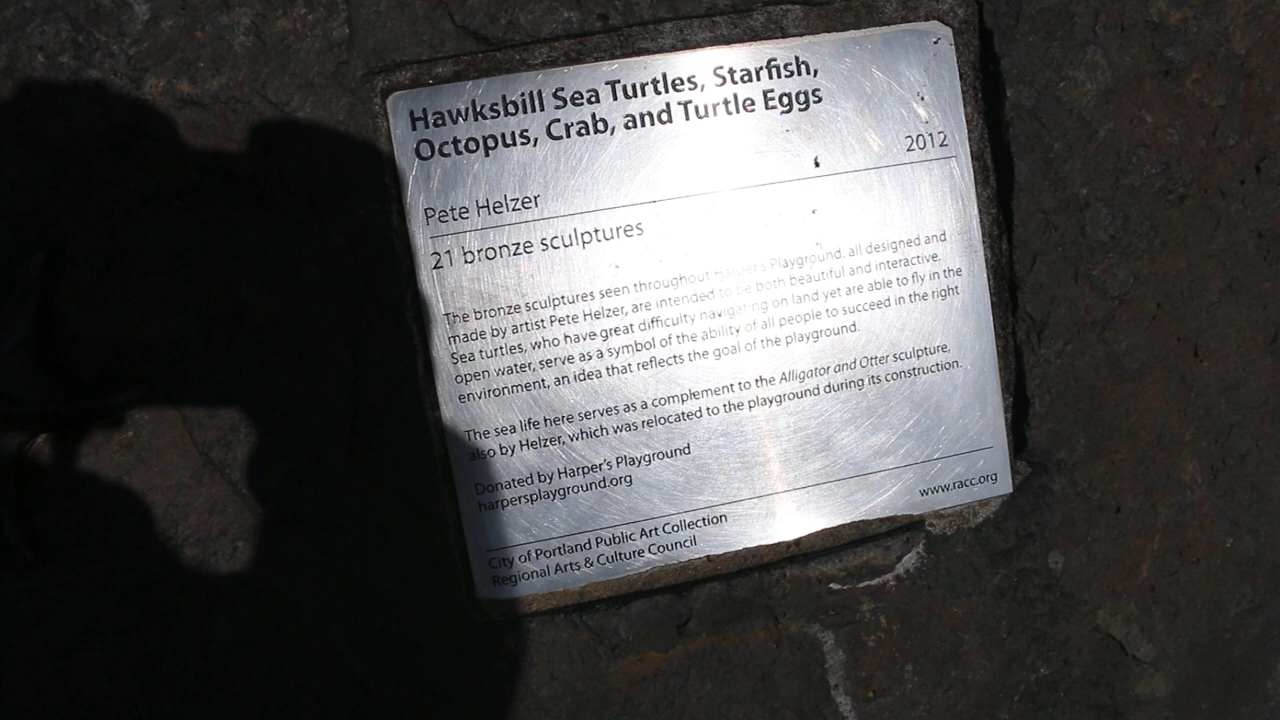 Hawksbill Sea Turtles, Starfish,
Octopus, Crab, and Turtle Eggs
2012
Pete Helzer
21 bronze sculptures
The bronze sculptures seen throughout Harper's Playground, all designed and
made by artist Pete Helzer, are intended to be both beautiful and interactive.
Sea turtles, who have great difficulty navigating on land yet are able to fly in the
open water, serve as a symbol of the ability of all people to succeed in the right
environment, an idea that reflects the goal of the playground.
The sea life here serves as a complement to the Alligator and Otter sculpture,
also by Helzer, which was relocated to the playground during its construction.
Donated by Harper's Playground
harpersplayground.org
www.racc.org
City of Portland Public Art Collection
Regional Arts & Culture Council